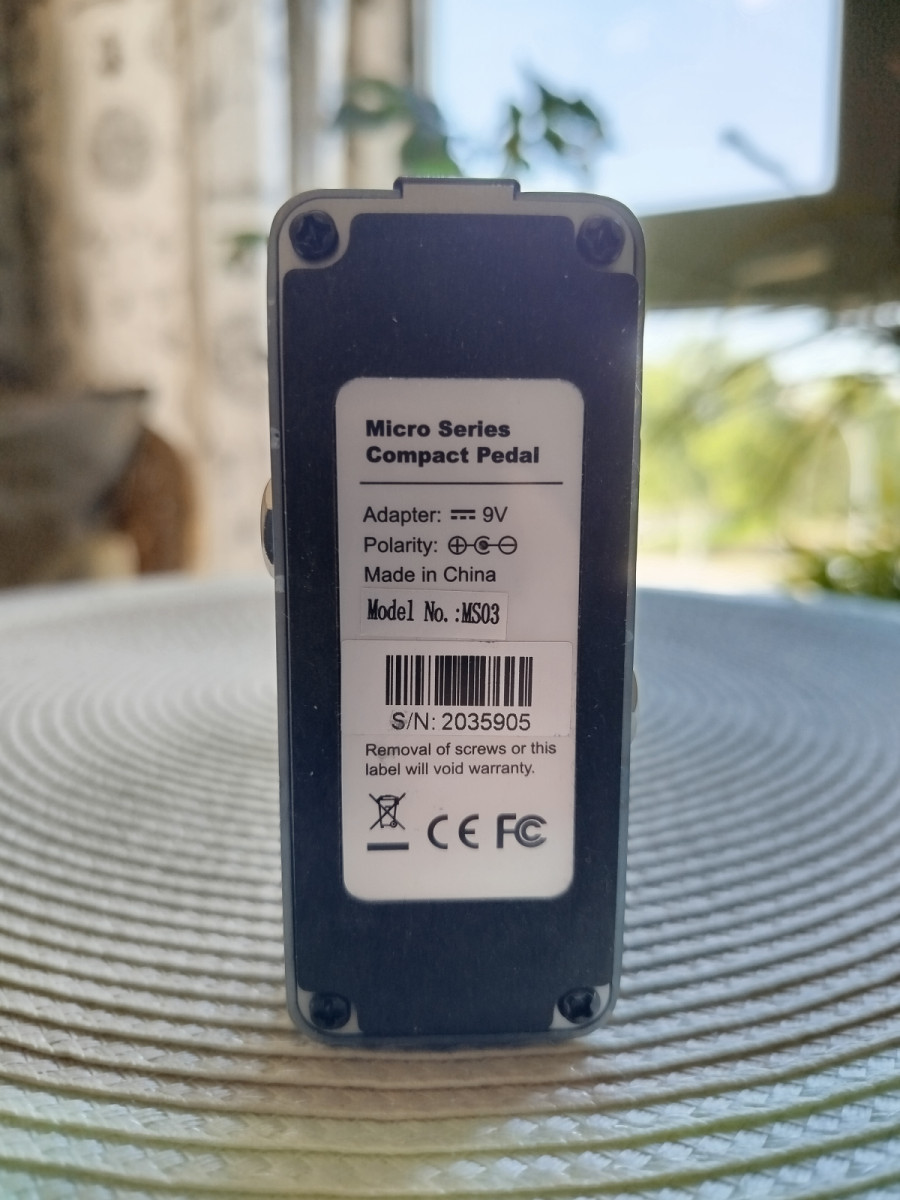 Micro Series
Compact Pedal
Adapter: ⎓ 9V
Polarity:
Made in China
Model No.:MS03
S/N: 2035905
Removal of screws or this
label will void warranty.
CE FC